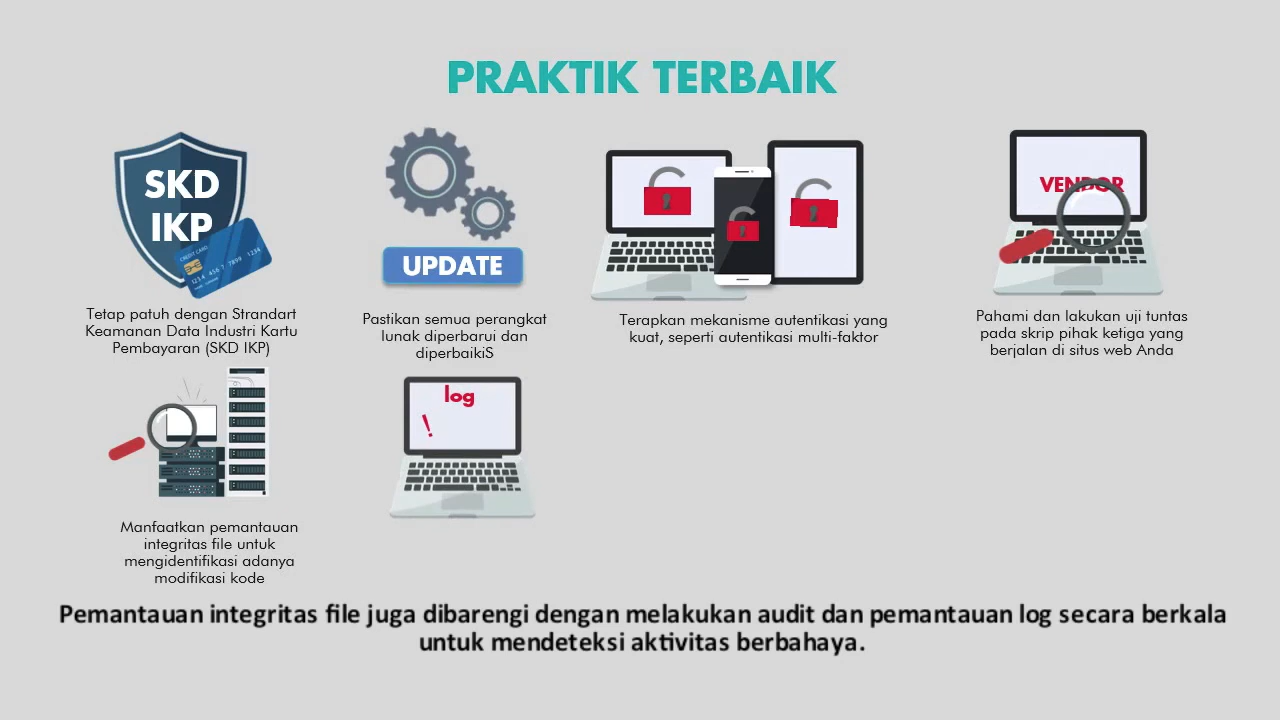 PRAKTIK TERBAIK
SKD
IKP
CREDIT CARD
UPDATE
VENDOR
Tetap patuh dengan Strandart
Keamanan Data Industri Kartu
Pembayaran (SKD IKP)
Pastikan semua perangkat
lunak diperbarui dan
diperbaikiS
Terapkan mekanisme autentikasi yang
kuat, seperti autentikasi multi-faktor
Pahami dan lakukan uji tuntas
pada skrip pihak ketiga yang
berjalan di situs web Anda
log
!
Manfaatkan pemantauan
integritas file untuk
mengidentifikasi adanya
modifikasi kode
Pemantauan integritas file juga dibarengi dengan melakukan audit dan pemantauan log secara berkala
untuk mendeteksi aktivitas berbahaya.